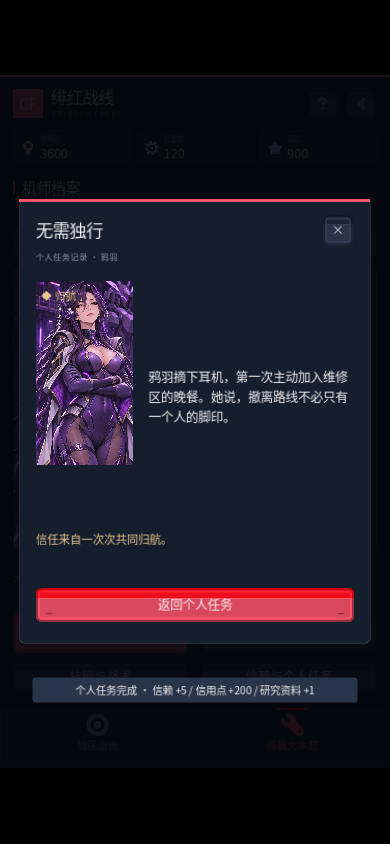 CF
绯红战线
?
3600
120
900
机师档案
无需独行
×
个人任务记录 · 鸦羽
鸦羽摘下耳机，第一次主动加入维修
区的晚餐。她说，撤离路线不必只有
一个人的脚印。
信任来自一次次共同归航。
返回个人任务
个人任务完成 · 信赖 +5 / 信用点 +200 / 研究资料 +1